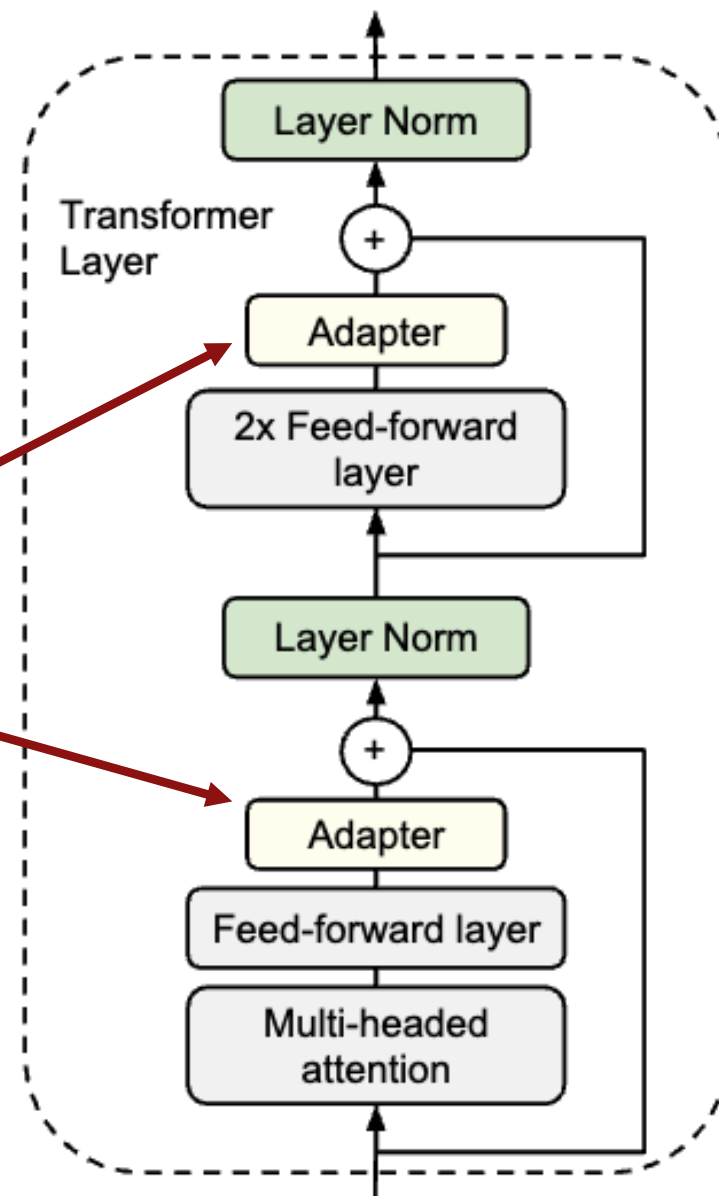 Layer Norm
Transformer
Layer
+
Adapter
2x Feed-forward
layer
Layer Norm
+
Adapter
Feed-forward layer
Multi-headed
attention